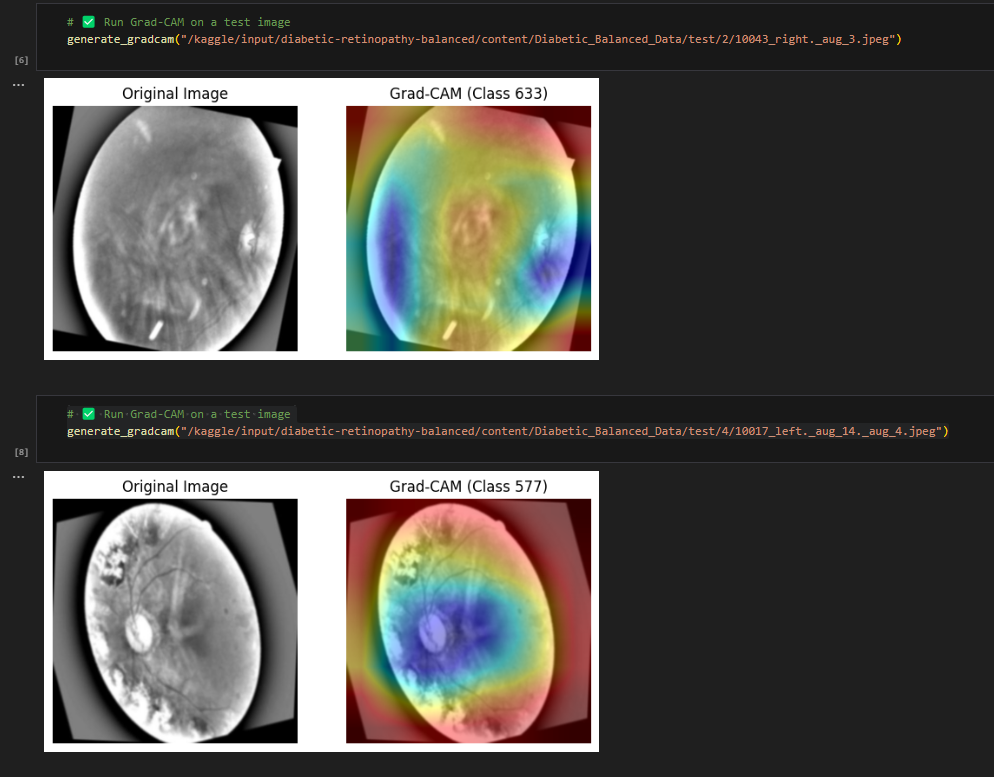 # ✅ Run Grad-CAM on a test image
generate_gradcam("/kaggle/input/diabetic-retinopathy-balanced/content/Diabetic_Balanced_Data/test/2/10043_right._aug_3.jpeg")
[6]
...
Original Image
Grad-CAM (Class 633)
# ✅ Run Grad-CAM on a test image
generate_gradcam("/kaggle/input/diabetic-retinopathy-balanced/content/Diabetic_Balanced_Data/test/4/10017_left._aug_14._aug_4.jpeg")
[8]
...
Original Image
Grad-CAM (Class 577)